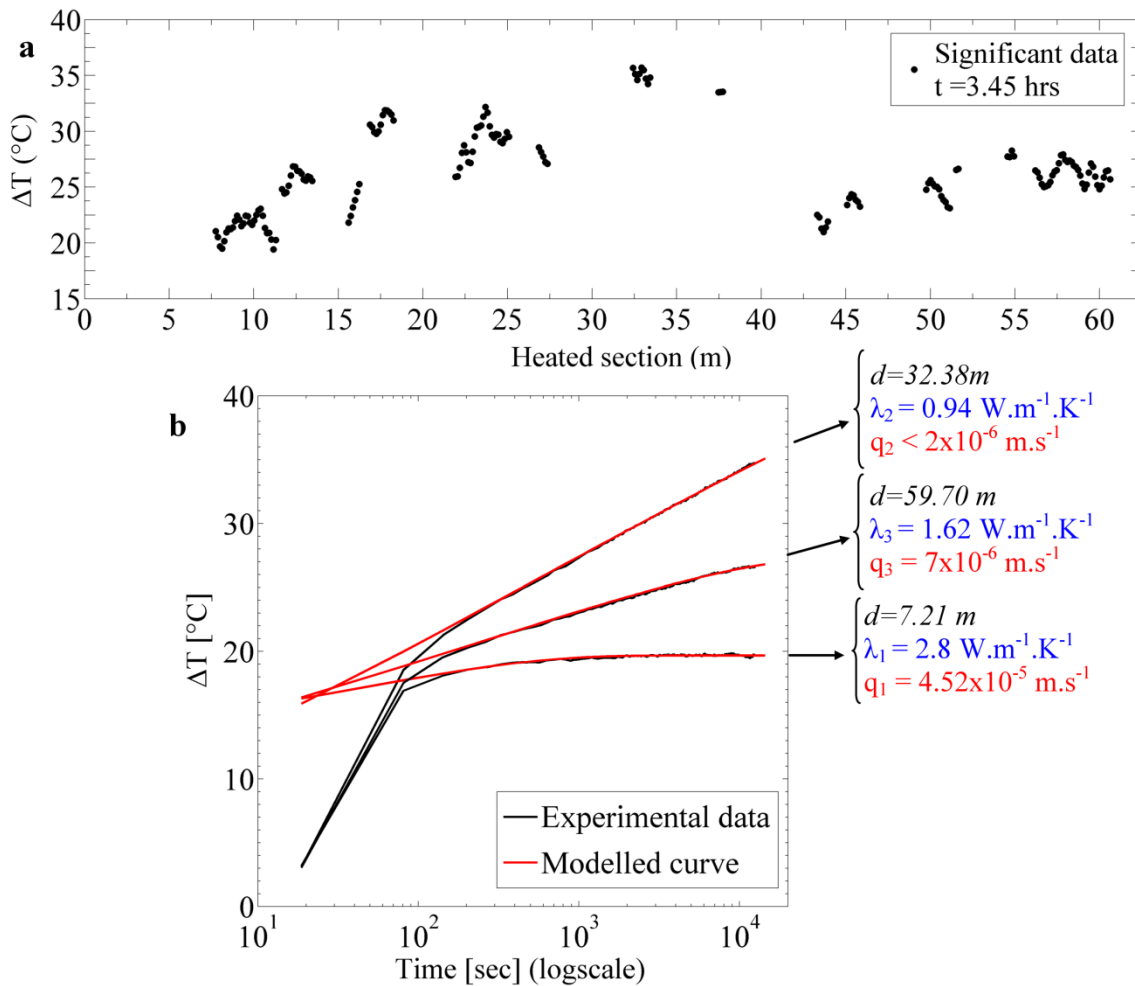 a
40
35
30
25
20
15
ΔT (°C)
Significant data
t =3.45 hrs
0 5 10 15 20 25 30 35 40 45 50 55 60
Heated section (m)
b
40
30
20
10
0
ΔT [°C]
Experimental data
Modelled curve
10¹ 10² 10³ 10⁴
Time [sec] (logscale)
d=32.38m
λ₂ = 0.94 W.m⁻¹.K⁻¹
q₂ < 2x10⁻⁶ m.s⁻¹
d=59.70 m
λ₃ = 1.62 W.m⁻¹.K⁻¹
q₃ = 7x10⁻⁶ m.s⁻¹
d=7.21 m
λ₁ = 2.8 W.m⁻¹.K⁻¹
q₁ = 4.52x10⁻⁵ m.s⁻¹